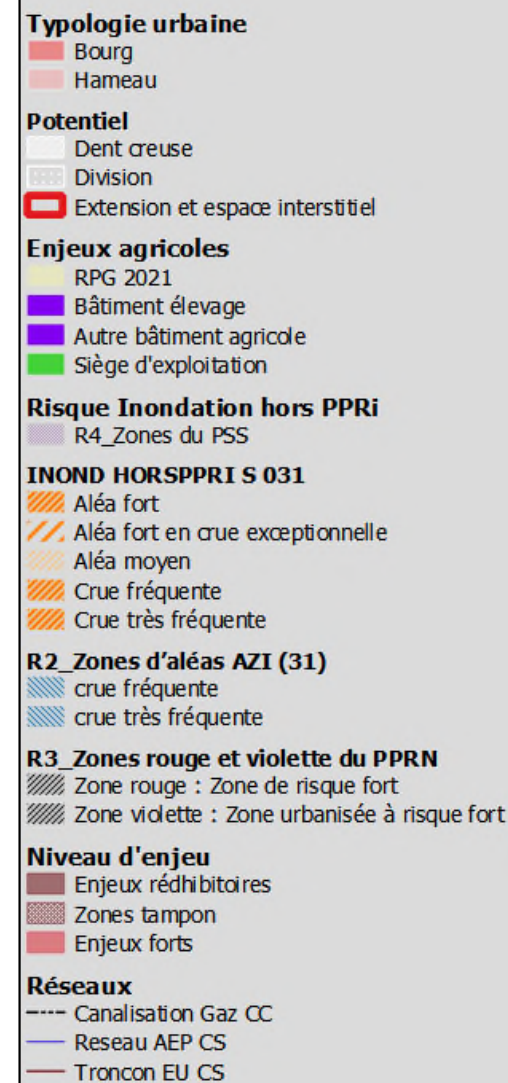 Typologie urbaine
Bourg
Hameau
Potentiel
Dent creuse
Division
Extension et espace interstitiel
Enjeux agricoles
RPG 2021
Bâtiment élevage
Autre bâtiment agricole
Siège d'exploitation
Risque Inondation hors PPRi
R4_Zones du PSS
INOND HORSPPRI S 031
Aléa fort
Aléa fort en crue exceptionnelle
Aléa moyen
Crue fréquente
Crue très fréquente
R2_Zones d’aléas AZI (31)
crue fréquente
crue très fréquente
R3_Zones rouge et violette du PPRN
Zone rouge : Zone de risque fort
Zone violette : Zone urbanisée à risque fort
Niveau d'enjeu
Enjeux rédhibitoires
Zones tampon
Enjeux forts
Réseaux
Canalisation Gaz CC
Reseau AEP CS
Troncon EU CS